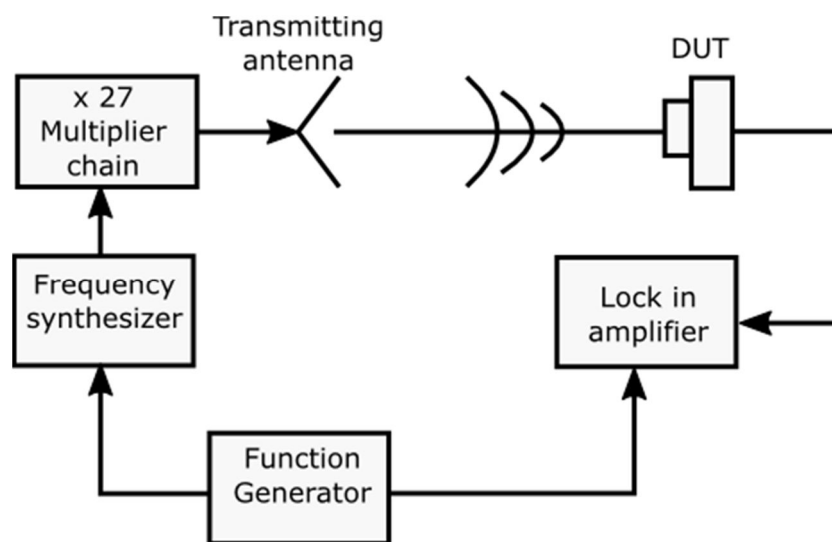 Transmitting
antenna
DUT
x 27
Multiplier
chain
Frequency
synthesizer
Lock in
amplifier
Function
Generator